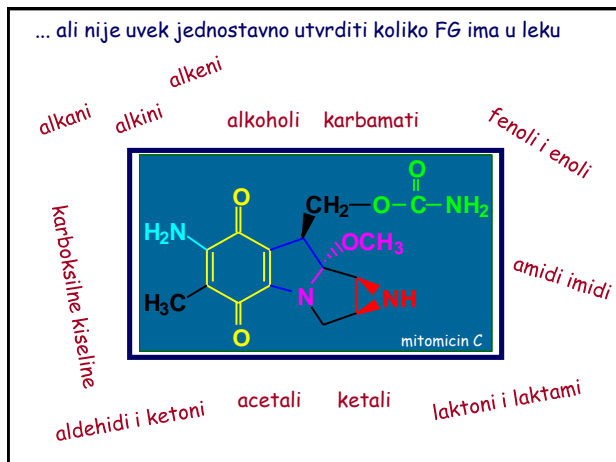 ... ali nije uvek jednostavno utvrditi koliko FG ima u leku
alkani
alkini
alkeni
alkoholi
karbamati
fenoli i enoli
karboksilne kiseline
amidi imidi
O
CH₂
O
C
NH₂
O
H₂N
OCH₃
H₃C
N
NH
O
mitomicin C
aldehidi i ketoni
acetali
ketali
laktoni i laktami